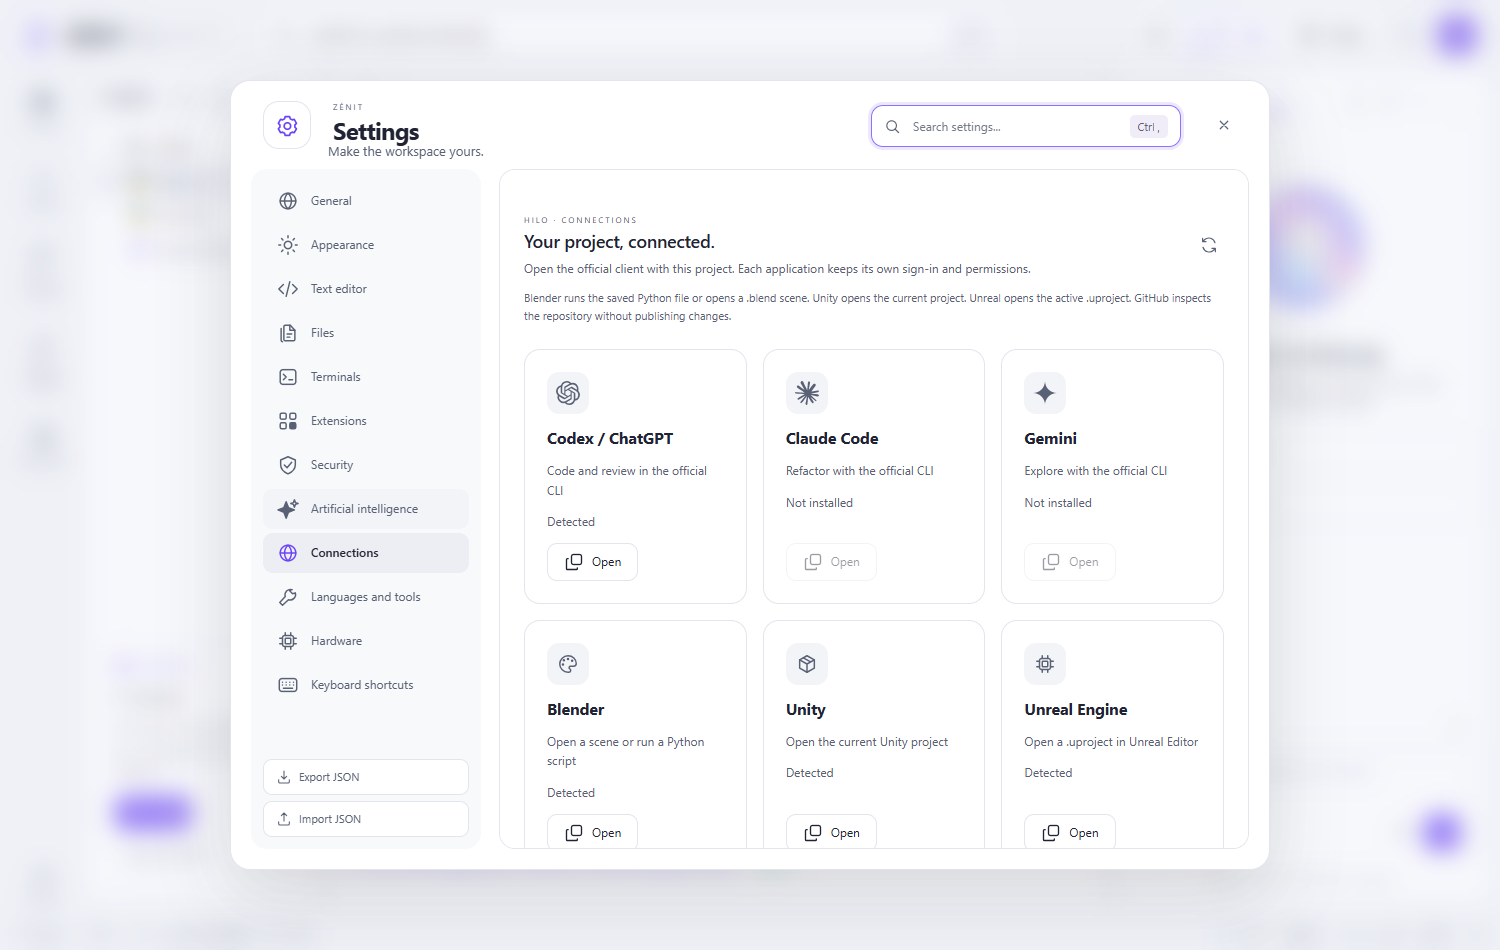 ZÉNIT
Settings
Make the workspace yours.
Search settings...
Ctrl ,
General
Appearance
Text editor
Files
Terminals
Extensions
Security
Artificial intelligence
Connections
Languages and tools
Hardware
Keyboard shortcuts
Export JSON
Import JSON
HILO · CONNECTIONS
Your project, connected.
Open the official client with this project. Each application keeps its own sign-in and permissions.
Blender runs the saved Python file or opens a .blend scene. Unity opens the current project. Unreal opens the active .uproject. GitHub inspects
the repository without publishing changes.
Codex / ChatGPT
Code and review in the official
CLI
Detected
Open
Claude Code
Refactor with the official CLI
Not installed
Open
Gemini
Explore with the official CLI
Not installed
Open
Blender
Open a scene or run a Python
script
Detected
Open
Unity
Open the current Unity project
Detected
Open
Unreal Engine
Open a .uproject in Unreal Editor
Detected
Open